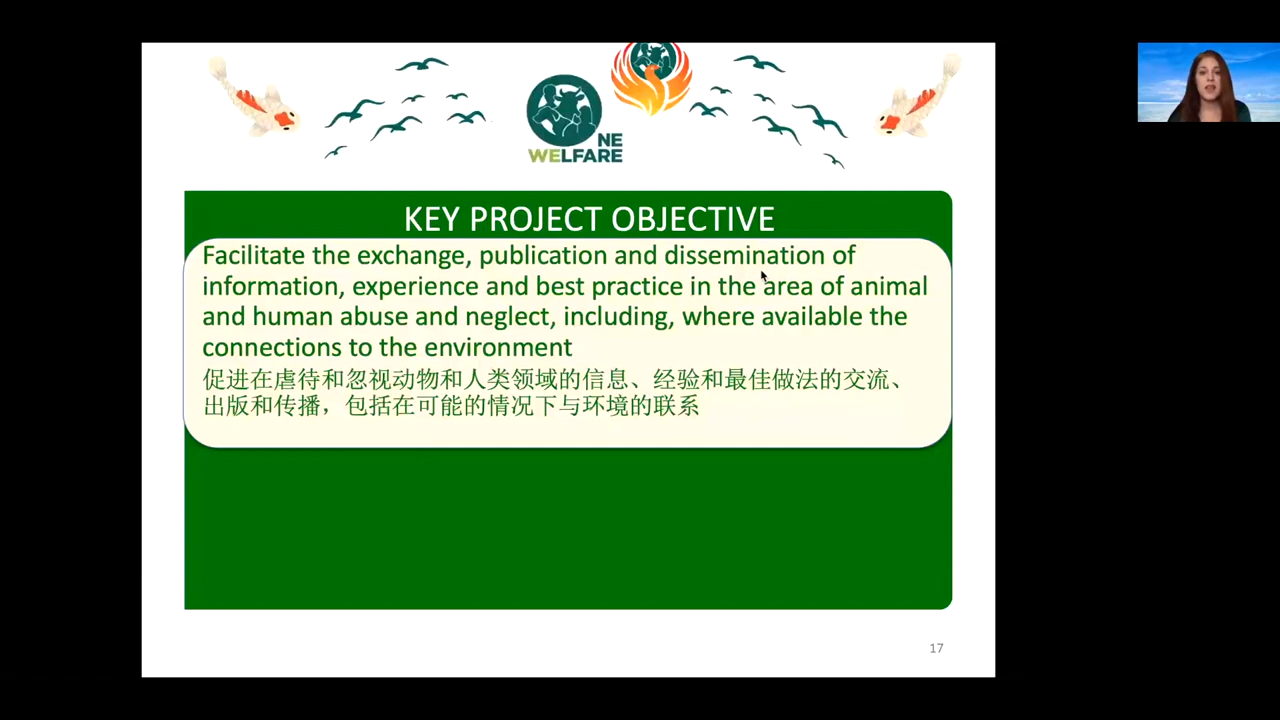 ONE
WELFARE
KEY PROJECT OBJECTIVE
Facilitate the exchange, publication and dissemination of
information, experience and best practice in the area of animal
and human abuse and neglect, including, where available the
connections to the environment
促进在虐待和忽视动物和人类领域的信息、经验和最佳做法的交流、
出版和传播，包括在可能的情况下与环境的联系
17